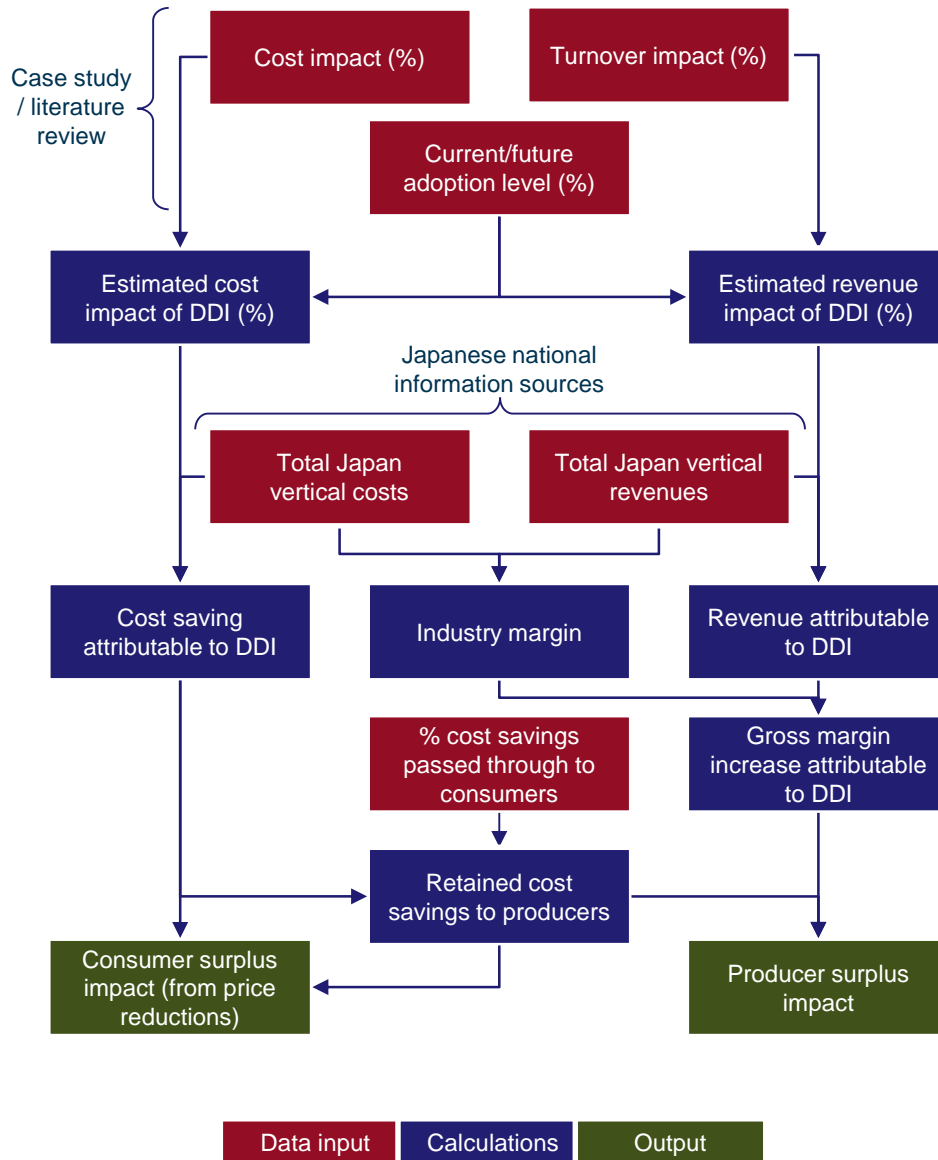 Cost impact (%)
Turnover impact (%)
Case study
/ literature
review
Current/future
adoption level (%)
Estimated cost
impact of DDI (%)
Estimated revenue
impact of DDI (%)
Japanese national
information sources
Total Japan
vertical costs
Total Japan vertical
revenues
Cost saving
attributable to DDI
Industry margin
Revenue attributable
to DDI
% cost savings
passed through to
consumers
Gross margin
increase attributable
to DDI
Retained cost
savings to producers
Consumer surplus
impact (from price
reductions)
Producer surplus
impact
Data input
Calculations
Output